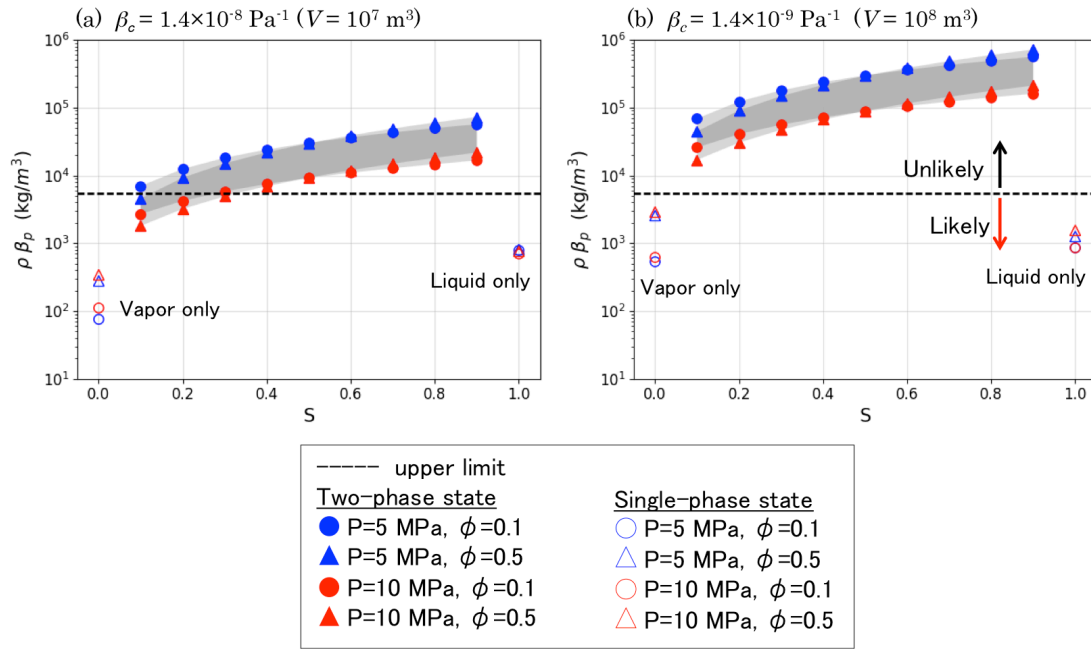 (a) β_c = 1.4×10⁻⁸ Pa⁻¹ (V = 10⁷ m³)
10⁶
10⁵
10⁴
10³
10²
10¹
ρ β_p (kg/m³)
Vapor only
Liquid only
0.0 0.2 0.4 0.6 0.8 1.0
S
(b) β_c = 1.4×10⁻⁹ Pa⁻¹ (V = 10⁸ m³)
10⁶
10⁵
10⁴
10³
10²
10¹
ρ β_p (kg/m³)
Unlikely
Likely
Vapor only
Liquid only
0.0 0.2 0.4 0.6 0.8 1.0
S
----- upper limit
Two-phase state
P=5 MPa, ϕ=0.1
P=5 MPa, ϕ=0.5
P=10 MPa, ϕ=0.1
P=10 MPa, ϕ=0.5
Single-phase state
P=5 MPa, ϕ=0.1
P=5 MPa, ϕ=0.5
P=10 MPa, ϕ=0.1
P=10 MPa, ϕ=0.5